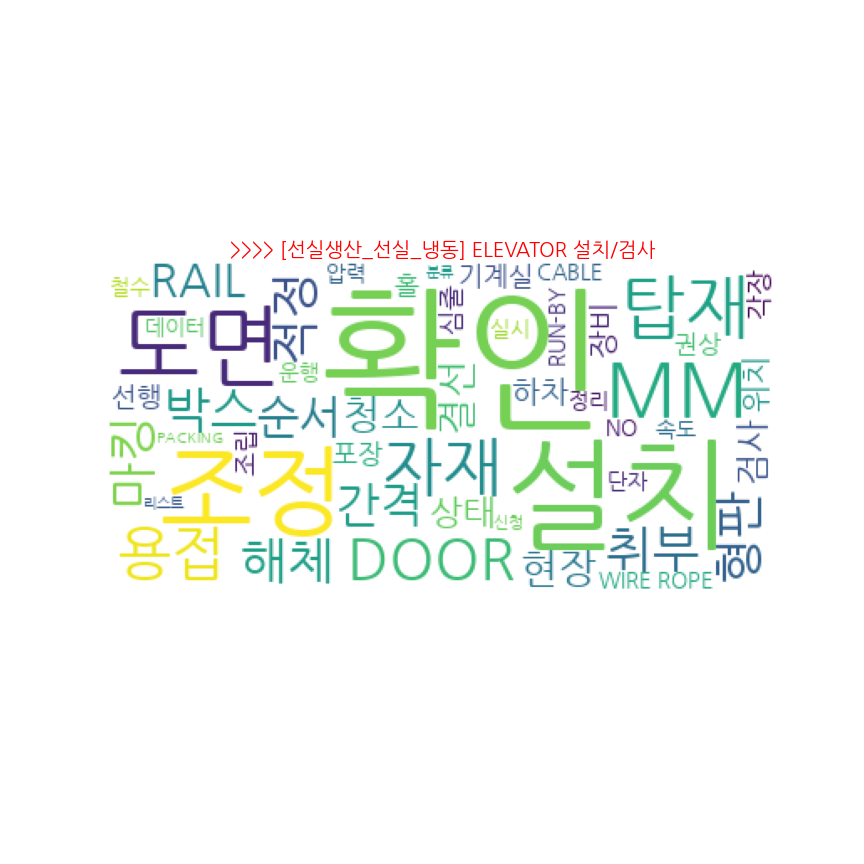 >>>> [선실생산_선실_냉동] ELEVATOR 설치/검사
철수
RAIL
적정
압력
홀
분류
기계실
CABLE
각장
데이터
도면
확인
심출
실시
RUN-BY
장비
탑재
권상
운행
선행
박스
순서
청소
결선
하차
정리
MM
위치
마킹
PACKING
조립
포장
자재
NO
속도
검사
리스트
조정
간격
상태
신청
설치
단자
형판
용접
해체
DOOR
현장
취부
WIRE ROPE